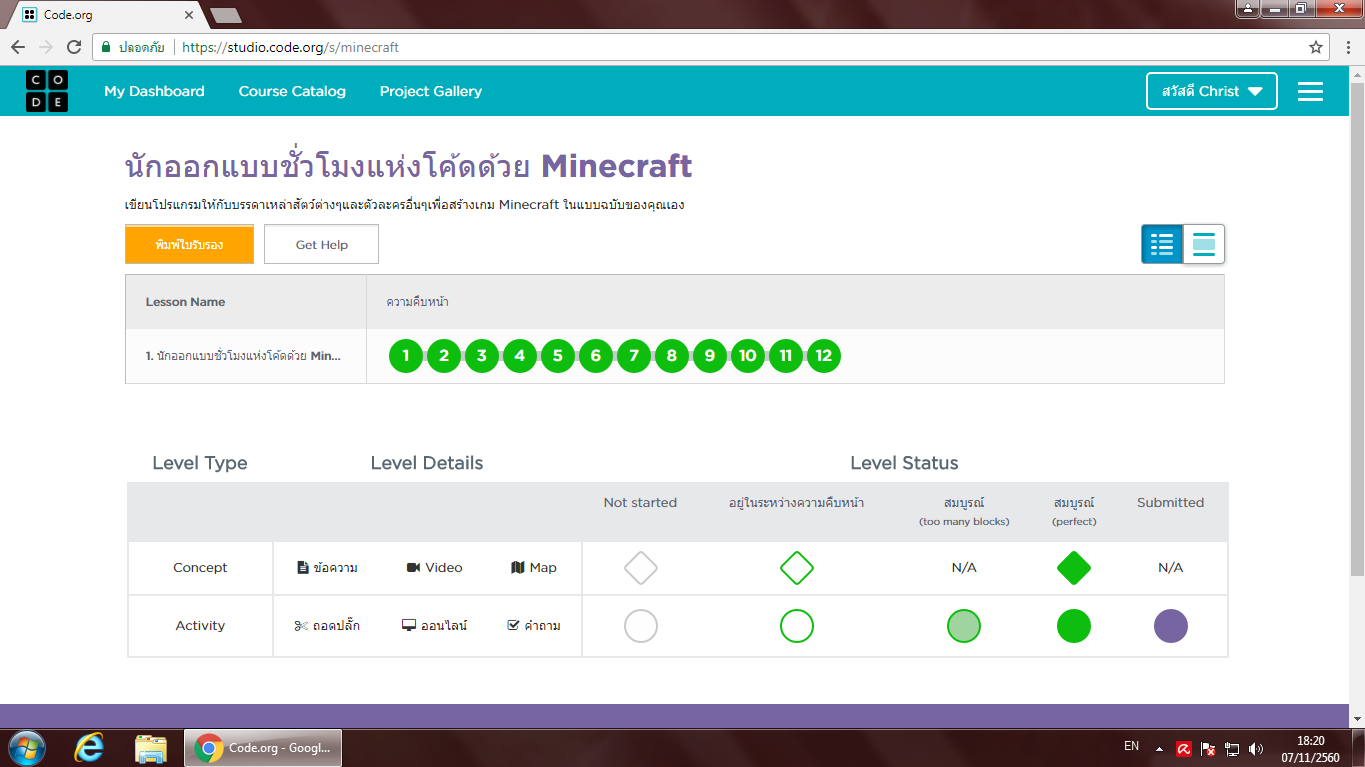 Code.org
ปลอดภัย https://studio.code.org/s/minecraft
C O
D E
My Dashboard Course Catalog Project Gallery สวัสดี Christ
นักออกแบบชั่วโมงแห่งโค้ดด้วย Minecraft
เขียนโปรแกรมให้กับบรรดาเหล่าสัตว์ต่างๆและตัวละครอื่นๆเพื่อสร้างเกม Minecraft ในแบบฉบับของคุณเอง
พิมพ์ใบรับรอง Get Help
Lesson Name ความคืบหน้า
1. นักออกแบบชั่วโมงแห่งโค้ดด้วย Min... 1 2 3 4 5 6 7 8 9 10 11 12
Level Type Level Details Level Status
Not started อยู่ในระหว่างความคืบหน้า สมบูรณ์ สมบูรณ์ Submitted
(too many blocks) (perfect)
Concept ข้อความ Video Map N/A N/A
Activity ถอดปลั๊ก ออนไลน์ คำถาม
Code.org - Googl... EN 18:20
07/11/2560